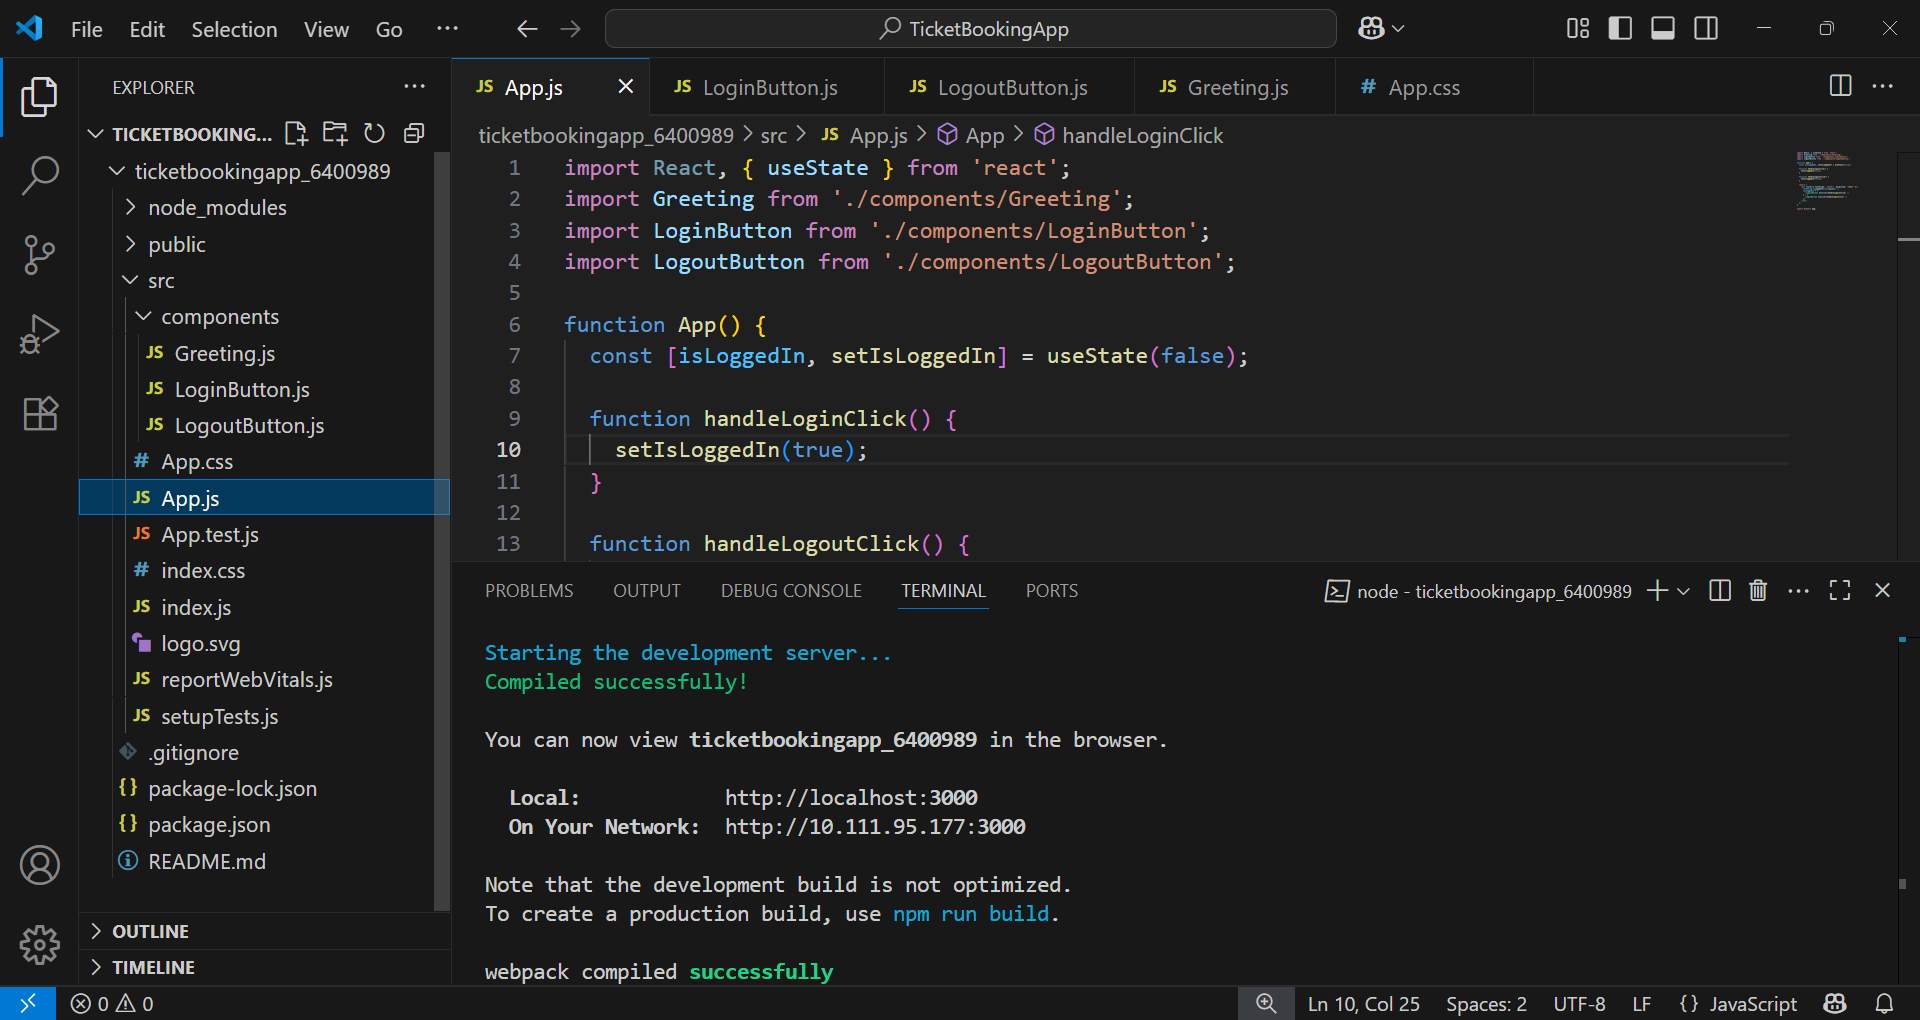 File Edit Selection View Go ···
TicketBookingApp
EXPLORER ···
TICKETBOOKING...
ticketbookingapp_6400989
node_modules
public
src
components
JS Greeting.js
JS LoginButton.js
JS LogoutButton.js
# App.css
JS App.js
JS App.test.js
# index.css
JS index.js
logo.svg
JS reportWebVitals.js
JS setupTests.js
.gitignore
{} package-lock.json
{} package.json
README.md
OUTLINE
TIMELINE
JS App.js
JS LoginButton.js
JS LogoutButton.js
JS Greeting.js
# App.css
ticketbookingapp_6400989 > src > JS App.js > App > handleLoginClick
1 import React, { useState } from 'react';
2 import Greeting from './components/Greeting';
3 import LoginButton from './components/LoginButton';
4 import LogoutButton from './components/LogoutButton';
5
6 function App() {
7 const [isLoggedIn, setIsLoggedIn] = useState(false);
8
9 function handleLoginClick() {
10 setIsLoggedIn(true);
11 }
12
13 function handleLogoutClick() {
PROBLEMS OUTPUT DEBUG CONSOLE TERMINAL PORTS
node - ticketbookingapp_6400989
Starting the development server...
Compiled successfully!
You can now view ticketbookingapp_6400989 in the browser.
Local: http://localhost:3000
On Your Network: http://10.111.95.177:3000
Note that the development build is not optimized.
To create a production build, use npm run build.
webpack compiled successfully
0 0
Ln 10, Col 25 Spaces: 2 UTF-8 LF {} JavaScript